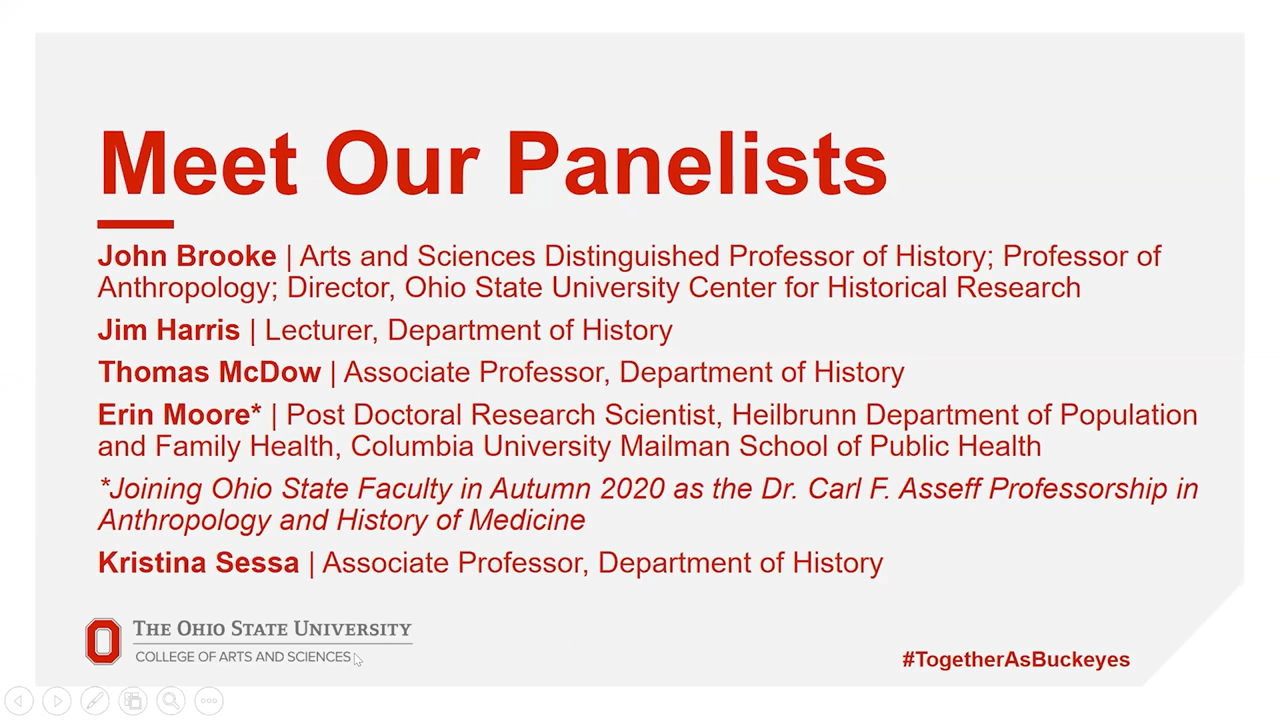 Meet Our Panelists
John Brooke | Arts and Sciences Distinguished Professor of History; Professor of
Anthropology; Director, Ohio State University Center for Historical Research
Jim Harris | Lecturer, Department of History
Thomas McDow | Associate Professor, Department of History
Erin Moore* | Post Doctoral Research Scientist, Heilbrunn Department of Population
and Family Health, Columbia University Mailman School of Public Health
*Joining Ohio State Faculty in Autumn 2020 as the Dr. Carl F. Asseff Professorship in
Anthropology and History of Medicine
Kristina Sessa | Associate Professor, Department of History
THE OHIO STATE UNIVERSITY
COLLEGE OF ARTS AND SCIENCES
#TogetherAsBuckeyes